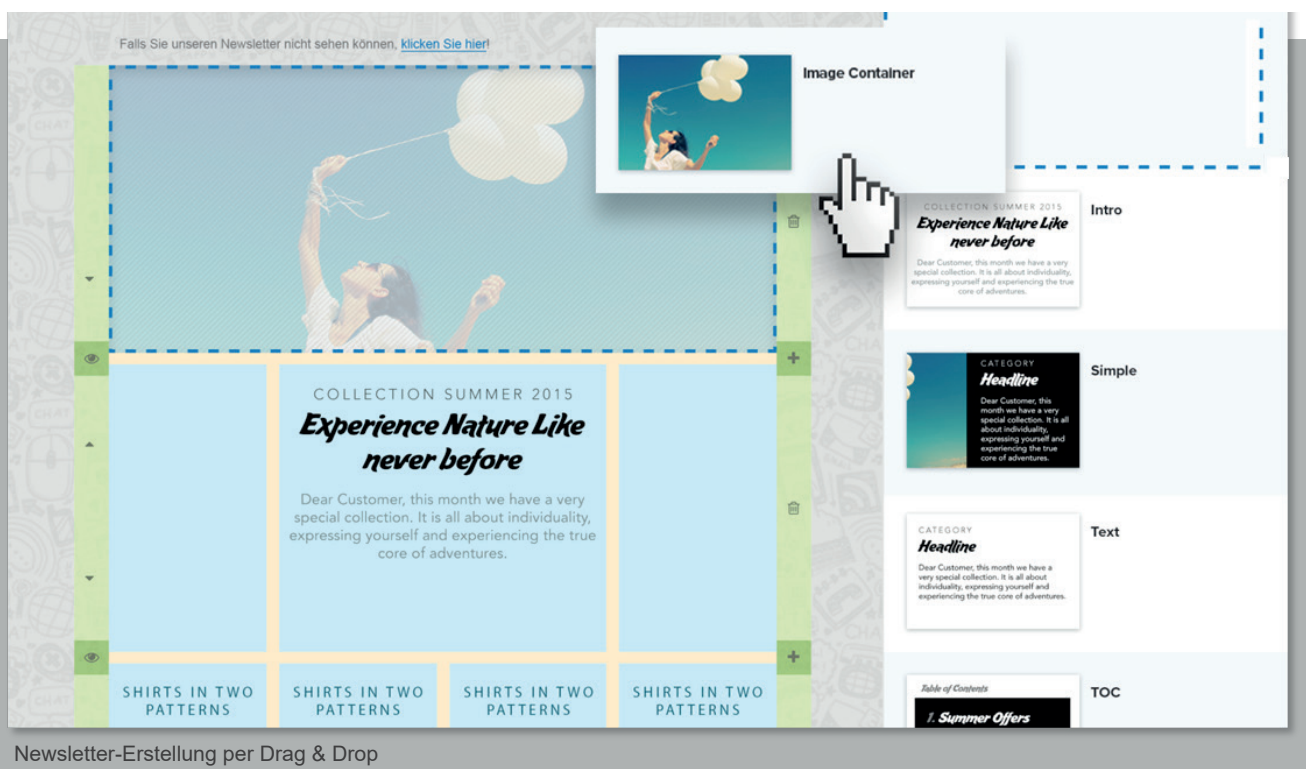 Falls Sie unseren Newsletter nicht sehen können, klicken Sie hier!
Image Container
COLLECTION SUMMER 2015
Experience Nature Like
never before
Dear Customer, this month we have a very
special collection. It is all about individuality,
expressing yourself and experiencing the true
core of adventures.
SHIRTS IN TWO
PATTERNS
SHIRTS IN TWO
PATTERNS
SHIRTS IN TWO
PATTERNS
SHIRTS IN TWO
PATTERNS
COLLECTION SUMMER 2015
Experience Nature Like
never before
Dear Customer, this month we have a very
special collection. It is all about individuality,
expressing yourself and experiencing the true
core of adventures.
Intro
CATEGORY
Headline
Dear Customer, this
month we have a very
special collection. It is all
about individuality,
expressing yourself and
experiencing the true
core of adventures.
Simple
CATEGORY
Headline
Dear Customer, this month we have a
very special collection. It is all about
individuality, expressing yourself and
experiencing the true core of adventures.
Text
Table of Contents
1. Summer Offers
TOC
CHAT
CHAT
CHAT
Newsletter-Erstellung per Drag & Drop